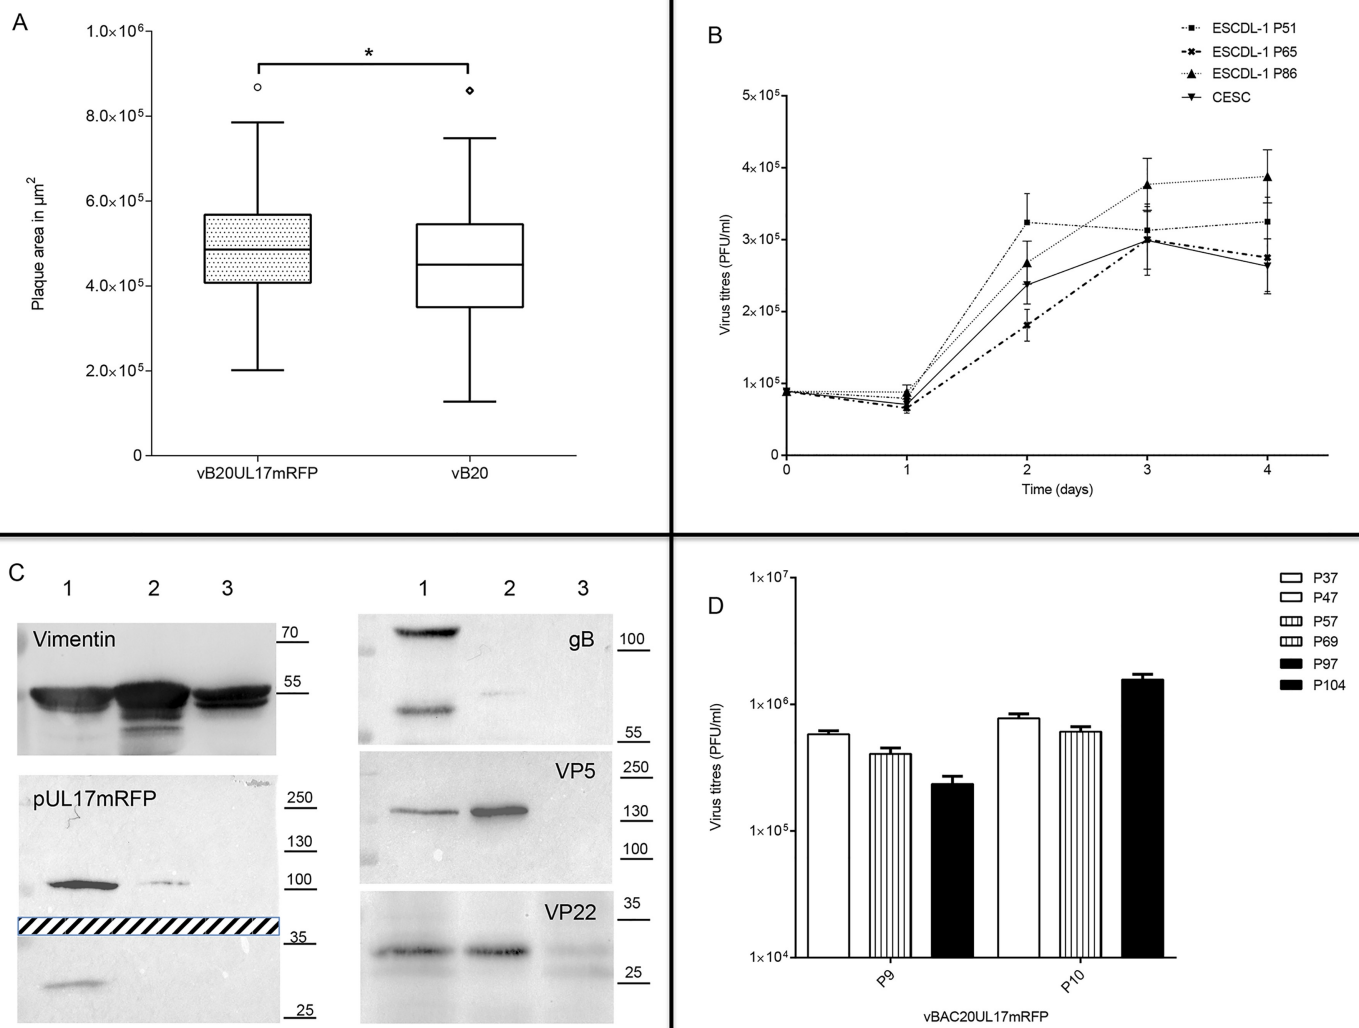 A
1.0×10⁶
8.0×10⁵
6.0×10⁵
4.0×10⁵
2.0×10⁵
0
Plaque area in µm²
*
vB20UL17mRFP
vB20
B
ESCDL-1 P51
ESCDL-1 P65
ESCDL-1 P86
CESC
5×10⁵
4×10⁵
3×10⁵
2×10⁵
1×10⁵
0
Virus titres (PFU/ml)
0 1 2 3 4
Time (days)
C
1 2 3
Vimentin
70
55
pUL17mRFP
250
130
100
35
25
1 2 3
gB
100
55
VP5
250
130
100
VP22
35
25
D
P37
P47
P57
P69
P97
P104
1×10⁷
1×10⁶
1×10⁵
1×10⁴
Virus titres (PFU/ml)
P9
P10
vBAC20UL17mRFP